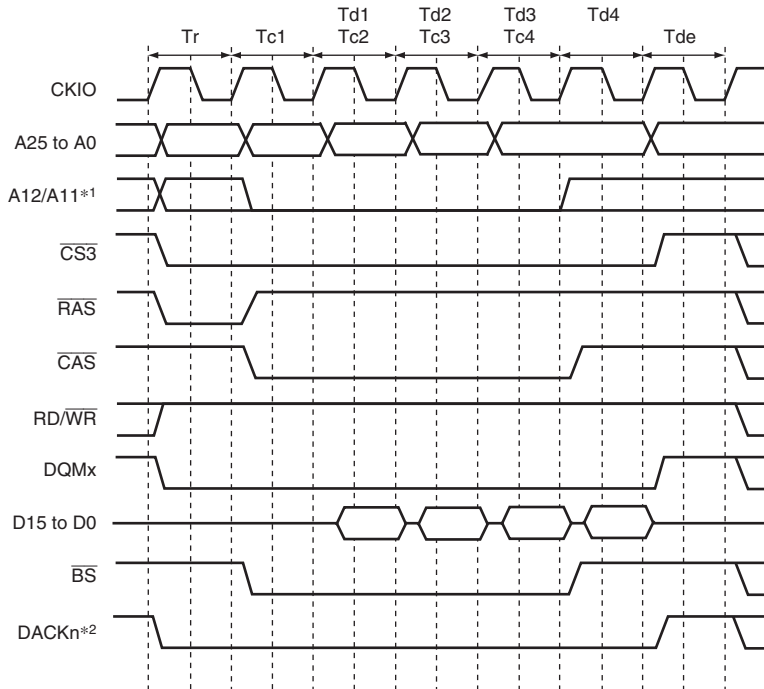 Td1 Td2 Td3
Tr Tc1 Tc2 Tc3 Tc4 Td4 Tde
CKIO
A25 to A0
A12/A11*1
CS3
RAS
CAS
RD/WR
DQMx
D15 to D0
BS
DACKn*2